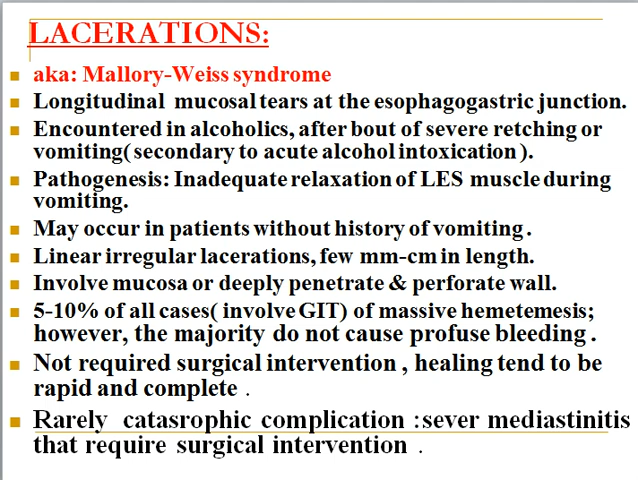 LACERATIONS:
aka: Mallory-Weiss syndrome
Longitudinal mucosal tears at the esophagogastric junction.
Encountered in alcoholics, after bout of severe retching or
vomiting( secondary to acute alcohol intoxication ).
Pathogenesis: Inadequate relaxation of LES muscle during
vomiting.
May occur in patients without history of vomiting .
Linear irregular lacerations, few mm-cm in length.
Involve mucosa or deeply penetrate & perforate wall.
5-10% of all cases( involve GIT) of massive hemetemesis;
however, the majority do not cause profuse bleeding .
Not required surgical intervention , healing tend to be
rapid and complete .
Rarely catasrophic complication :sever mediastinitis
that require surgical intervention .